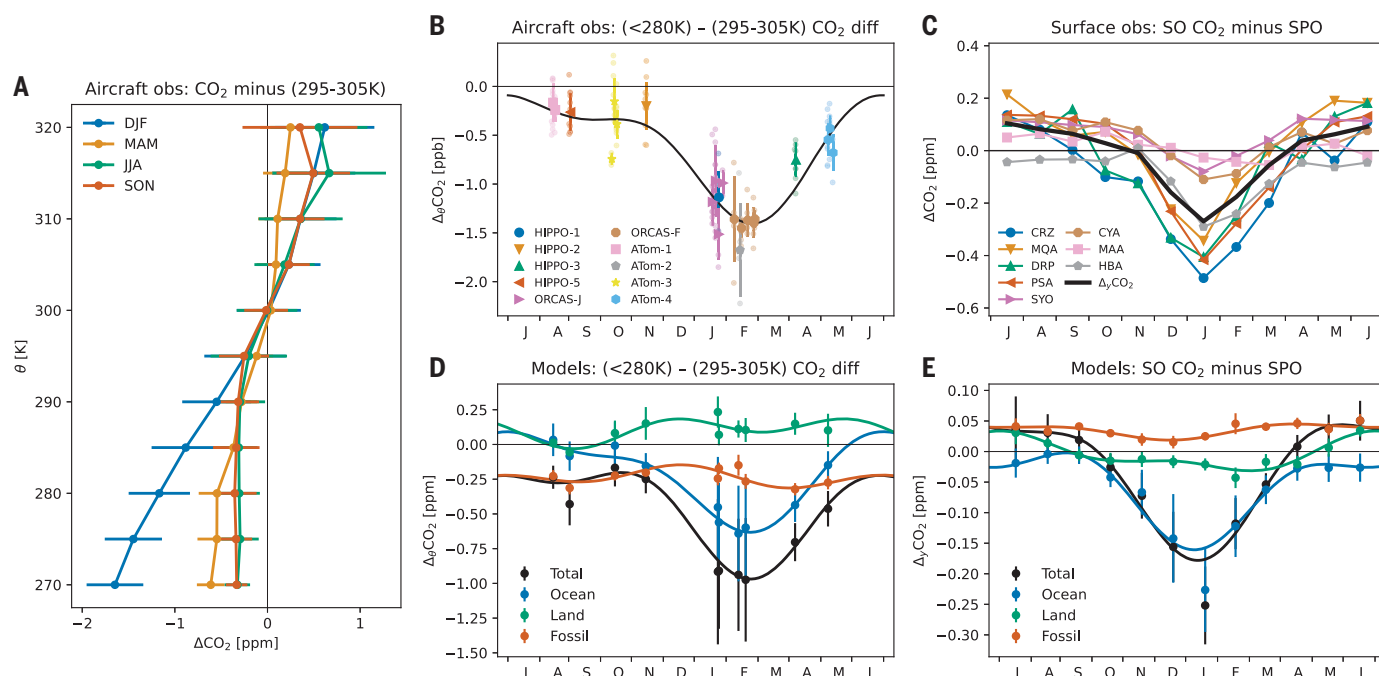 A
Aircraft obs: CO2 minus (295-305K)
DJF
MAM
JJA
SON
320
310
300
290
280
270
θ [K]
−2 −1 0 1
ΔCO2 [ppm]
B
Aircraft obs: (<280K) – (295-305K) CO2 diff
0.0
−0.5
−1.0
−1.5
−2.0
ΔθCO2 [ppb]
HIPPO-1
HIPPO-2
HIPPO-3
HIPPO-5
ORCAS-J
ORCAS-F
ATom-1
ATom-2
ATom-3
ATom-4
J A S O N D J F M A M J
C
Surface obs: SO CO2 minus SPO
0.4
0.2
0.0
−0.2
−0.4
−0.6
ΔCO2 [ppm]
CRZ
MQA
DRP
PSA
SYO
CYA
MAA
HBA
ΔyCO2
J A S O N D J F M A M J
D
Models: (<280K) – (295-305K) CO2 diff
0.25
0.00
−0.25
−0.50
−0.75
−1.00
−1.25
−1.50
ΔθCO2 [ppm]
Total
Ocean
Land
Fossil
J A S O N D J F M A M J
E
Models: SO CO2 minus SPO
0.10
0.05
0.00
−0.05
−0.10
−0.15
−0.20
−0.25
−0.30
ΔyCO2 [ppm]
Total
Ocean
Land
Fossil
J A S O N D J F M A M J